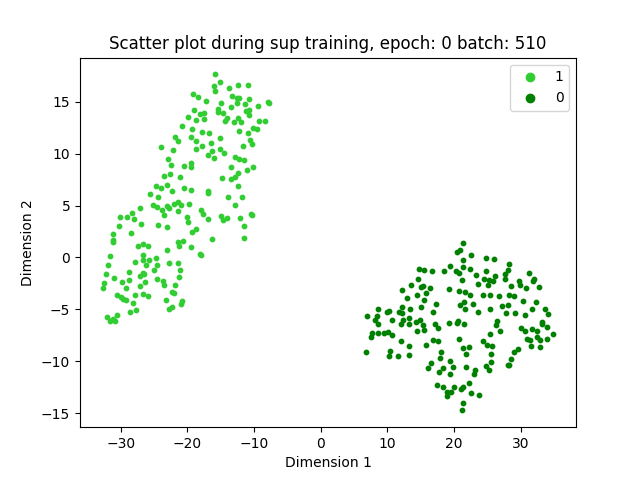 Scatter plot during sup training, epoch: 0 batch: 510
1
0
15
10
5
0
−5
−10
−15
Dimension 2
−30 −20 −10 0 10 20 30
Dimension 1